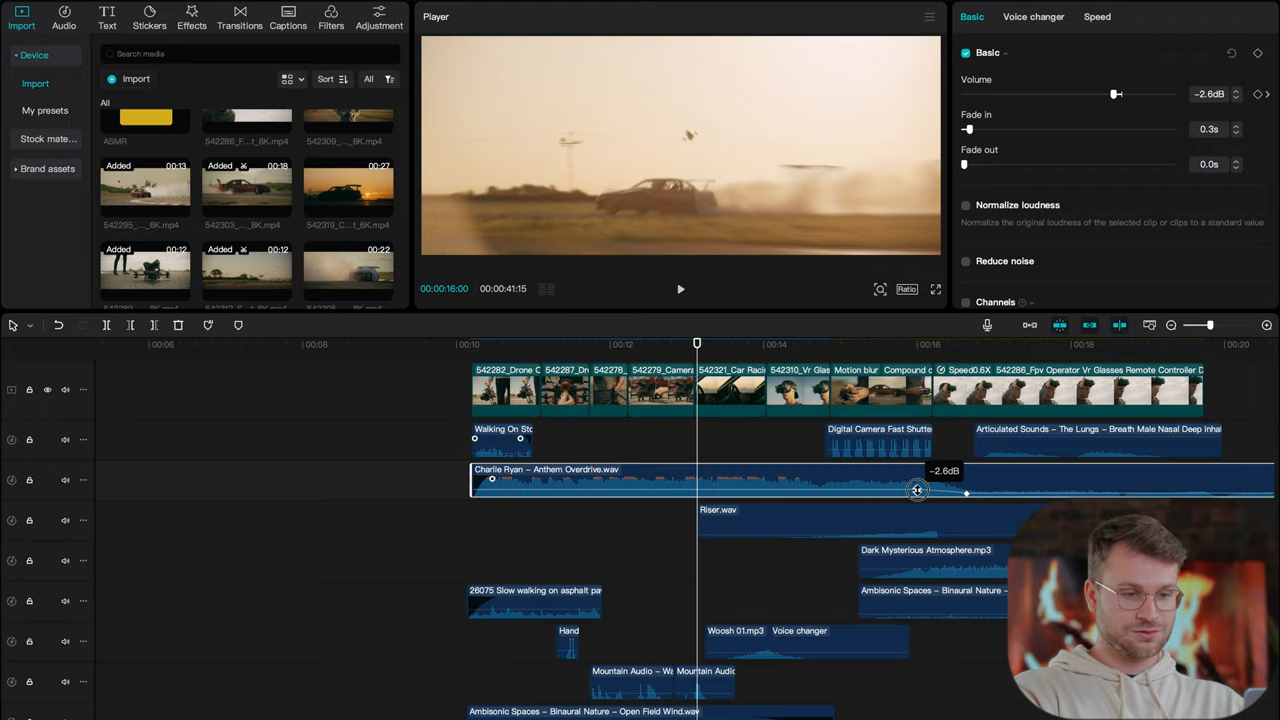 Import
Audio
Text
Stickers
Effects
Transitions
Captions
Filters
Adjustment
Device
Import
My presets
Stock mate...
Brand assets
Search media
Import
Sort
All
All
ASMR
542286_F...t_8K.mp4
542309_..._8K.mp4
Added 00:13
Added 00:18
00:27
542295_..._6K.mp4
542303_..._8K.mp4
542319_C...t_6K.mp4
Added 00:12
Added 00:12
00:22
Player
00:00:16:00
00:00:41:15
Ratio
Basic
Voice changer
Speed
Basic
Volume
-2.6dB
Fade in
0.3s
Fade out
0.0s
Normalize loudness
Normalize the original loudness of the selected clip or clips to a standard value
Reduce noise
Channels
00:06
00:08
00:10
00:12
00:14
00:16
00:18
00:20
542282_Drone C
542287_Dr
542278_
542279_Camera
542321_Car Raci
542310_Vr Glas
Motion blur
Compound c
Speed0.6X
542286_Fpv Operator Vr Glasses Remote Controller D
Walking On Sto
Digital Camera Fast Shutte
Articulated Sounds – The Lungs – Breath Male Nasal Deep Inhal
Charlie Ryan – Anthem Overdrive.wav
-2.6dB
Riser.wav
Dark Mysterious Atmosphere.mp3
26075 Slow walking on asphalt pa
Ambisonic Spaces – Binaural Nature –
Hand
Woosh 01.mp3
Voice changer
Mountain Audio – Wa
Mountain Audio
Ambisonic Spaces – Binaural Nature – Open Field Wind.wav